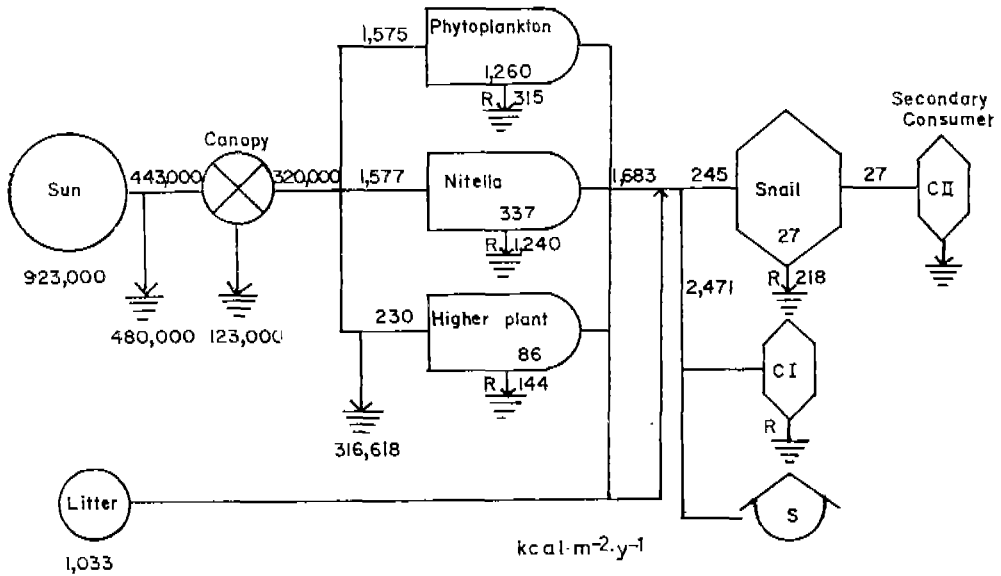 1,575
Phytoplankton
1,260
R 315
Secondary
Consumer
Canopy
Sun
443,000
320,000
1,577
Nitella
337
R 1,240
1,683
245
Snail
27
27
CII
R 218
923,000
480,000
123,000
2,471
230
Higher plant
86
R 144
CI
R
316,618
Litter
1,033
S
kcal·m⁻²·y⁻¹